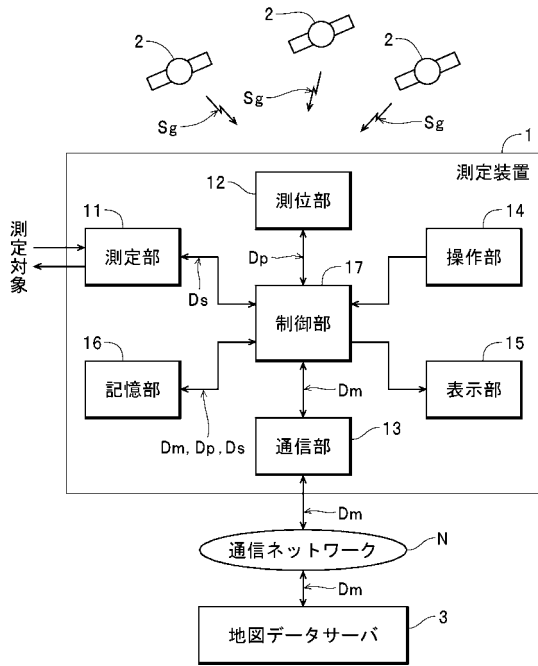 2
2
2
Sg
Sg
Sg
1
測定装置
12
測位部
11
測定部
14
操作部
測定対象
Dp
17
制御部
Ds
16
記憶部
15
表示部
Dm
Dm, Dp, Ds
13
通信部
Dm
通信ネットワーク
N
Dm
地図データサーバ
3